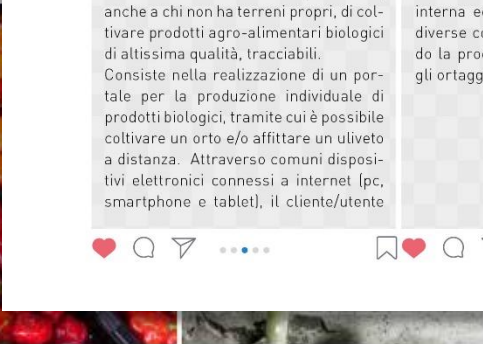 anche a chi non ha terreni propri, di col-
tivare prodotti agro-alimentari biologici
di altissima qualità, tracciabili.
Consiste nella realizzazione di un por-
tale per la produzione individuale di
prodotti biologici, tramite cui è possibile
coltivare un orto e/o affittare un uliveto
a distanza. Attraverso comuni disposi-
tivi elettronici connessi a internet (pc,
smartphone e tablet), il cliente/utente
interna
diverse
do la
gli